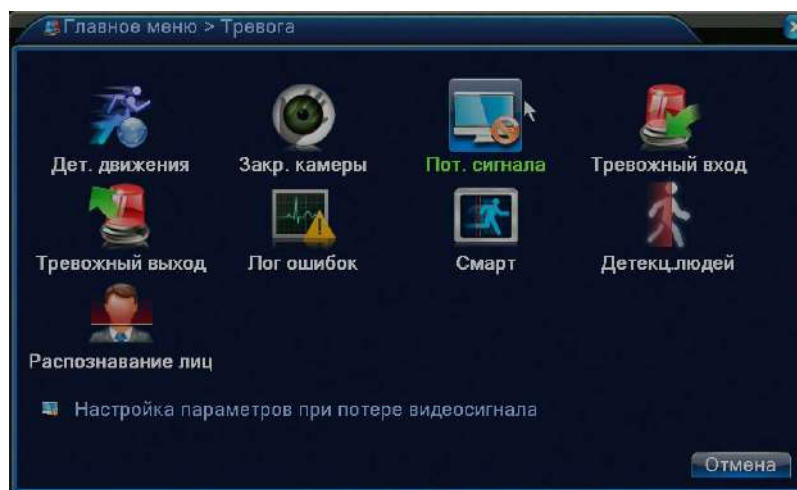 Главное меню > Тревога
Дет. движения
Закр. камеры
Пот. сигнала
Тревожный вход
Тревожный выход
Лог ошибок
Смарт
Детекц.людей
Распознавание лиц
Настройка параметров при потере видеосигнала
Отмена